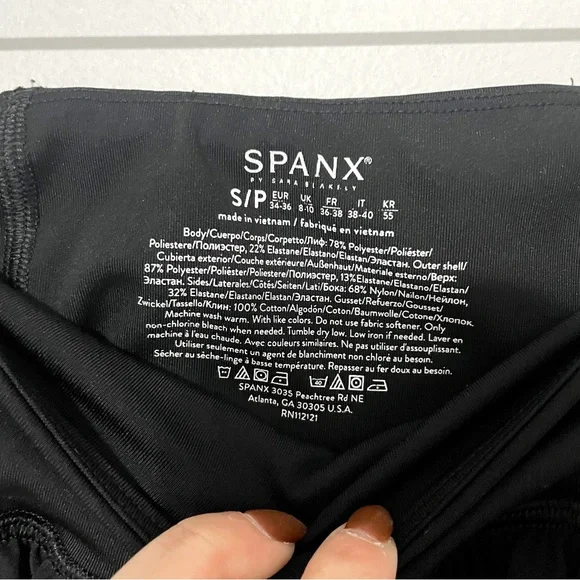 SPANX®
BY SARA BLAKELY
S/P EUR 34-36 UK 8-10 FR 36-38 IT 38-40 KR 55
made in vietnam / fabriqué en vietnam
Body/Cuerpo/Corps/Corpetto/Лиф: 78% Polyester/Poliéster/
Poliestere/Полиэстер, 22% Elastane/Elastano/Elastan/Эластан. Outer shell/
Cubierta exterior/Couche extérieure/Außenhaut/Materiale esterno/Верх:
87% Polyester/Poliéster/Poliestere/Полиэстер, 13% Elastane/Elastano/Elastan/
Эластан. Sides/Laterales/Côtés/Seiten/Lati/Бока: 68% Nylon/Nailon/Нейлон,
32% Elastane/Elastano/Elastan/Эластан. Gusset/Refuerzo/Gousset/
Zwickel/Tassello/Клин: 100% Cotton/Algodón/Coton/Baumwolle/Cotone/Хлопок.
Machine wash warm. With like colors. Do not use fabric softener. Only
non-chlorine bleach when needed. Tumble dry low. Low iron if needed. Laver en
machine à l'eau chaude. Avec couleurs similaires. Ne pas utiliser d'assouplissant.
Utiliser seulement un agent de blanchiment non chloré au besoin.
Sécher au sèche-linge à basse température. Repasser au fer doux au besoin.
40
SPANX 3035 Peachtree Rd NE
Atlanta, GA 30305 U.S.A.
RN112121